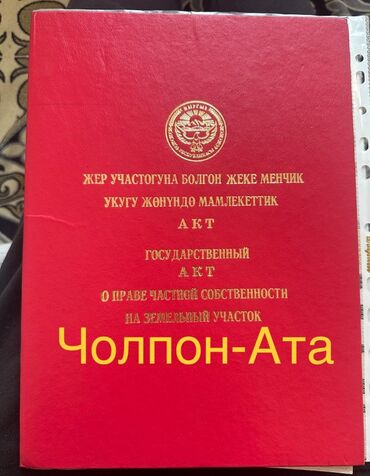 ЖЕР УЧАСТОГУНА БОЛГОН ЖЕКЕ МЕНЧИК
УКУГУ ЖӨНҮНДӨ МАМЛЕКЕТТИК
АКТ
ГОСУДАРСТВЕННЫЙ
АКТ
О ПРАВЕ ЧАСТНОЙ СОБСТВЕННОСТИ
НА ЗЕМЕЛЬНЫЙ УЧАСТОК
Чолпон-Ата